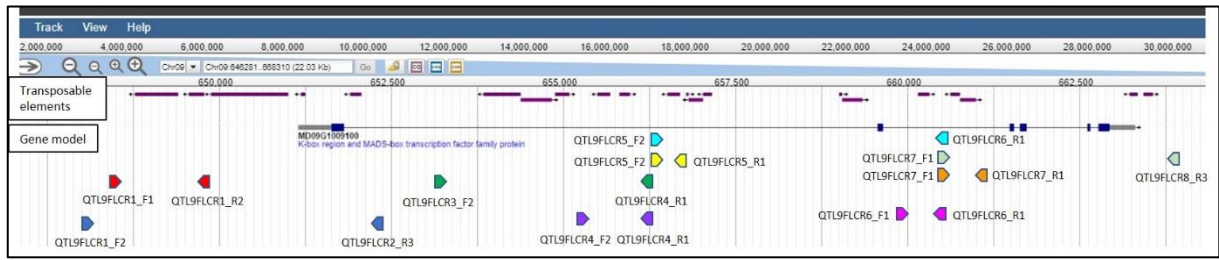 Track View Help
2,000,000 4,000,000 6,000,000 8,000,000 10,000,000 12,000,000 14,000,000 16,000,000 18,000,000 20,000,000 22,000,000 24,000,000 26,000,000 28,000,000 30,000,000
Chr09 Chr09:646281..668310 (22.03 Kb) Go
650,000 652,500 655,000 657,500 660,000 662,500
Transposable
elements
Gene model
MD09G1009100
K-box region and MADS-box transcription factor family protein
QTL9FLCR5_F2 QTL9FLCR6_R1
QTL9FLCR5_F2 QTL9FLCR5_R1 QTL9FLCR7_F1
QTL9FLCR7_F1 QTL9FLCR7_R1 QTL9FLCR8_R3
QTL9FLCR1_F1 QTL9FLCR1_R2 QTL9FLCR3_F2 QTL9FLCR4_R1
QTL9FLCR6_F1 QTL9FLCR6_R1
QTL9FLCR1_F2 QTL9FLCR2_R3 QTL9FLCR4_F2 QTL9FLCR4_R1